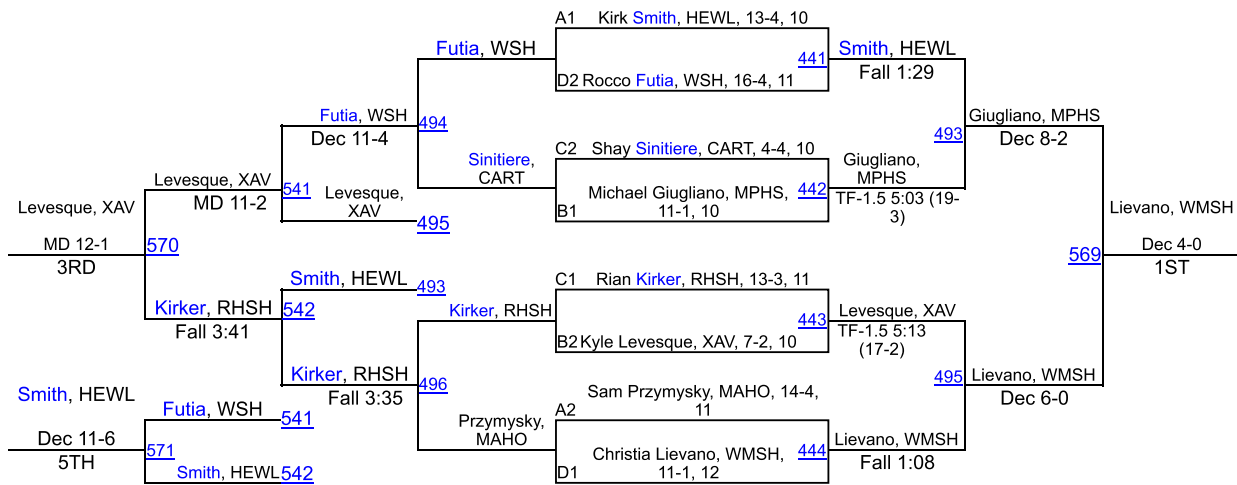 A1 Kirk Smith, HEWL, 13-4, 10
441
D2 Rocco Futia, WSH, 16-4, 11
C2 Shay Sinitiere, CART, 4-4, 10
Michael Giugliano, MPHS,
442
B1 11-1, 10
C1 Rian Kirker, RHSH, 13-3, 11
443
B2 Kyle Levesque, XAV, 7-2, 10
Sam Przymysky, MAHO, 14-4,
A2 11
Christia Lievano, WMSH,
444
D1 11-1, 12
Smith, HEWL
Fall 1:29
493
Giugliano,
MPHS
TF-1.5 5:03 (19-
3)
Levesque, XAV
TF-1.5 5:13
(17-2)
495
Lievano, WMSH
Fall 1:08
Giugliano, MPHS
Dec 8-2
569
Lievano, WMSH
Dec 6-0
Lievano, WMSH
Dec 4-0
1ST
Futia, WSH
494
Sinitiere,
CART
Kirker, RHSH
496
Przymysky,
MAHO
Futia, WSH
Dec 11-4
541
Levesque,
XAV
495
Smith, HEWL
493
542
Kirker, RHSH
Fall 3:35
Levesque, XAV
MD 11-2
570
Kirker, RHSH
Fall 3:41
Levesque, XAV
MD 12-1
3RD
Smith, HEWL
Dec 11-6
5TH
Futia, WSH
541
571
Smith, HEWL
542